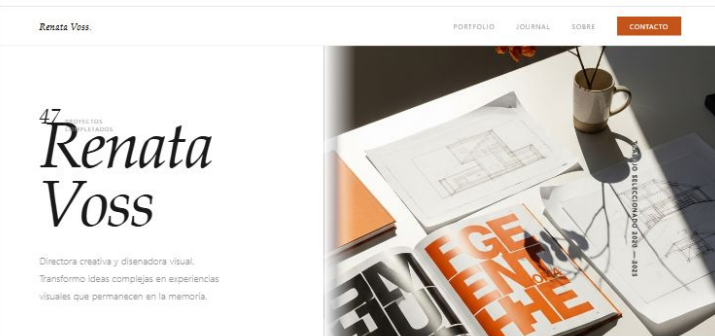 Renata Voss.
PORTFOLIO JOURNAL SOBRE CONTACTO
47 PROYECTOS
COMPLETADOS
Renata
Voss
Directora creativa y disenadora visual.
Transformo ideas complejas en experiencias
visuales que permanecen en la memoria.
TRABAJO SELECCIONADO 2020 — 2025